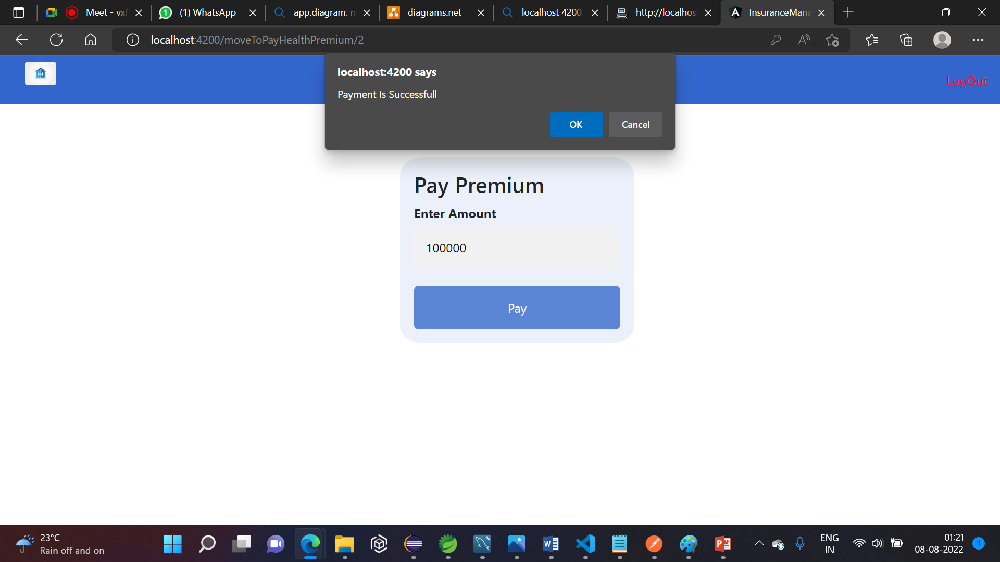 Meet - vxf
(1) WhatsApp
app.diagram. n
diagrams.net
localhost 4200
http://localhost
InsuranceMana
localhost:4200/moveToPayHealthPremium/2
localhost:4200 says
Payment Is Successfull
OK
Cancel
LogOut
Pay Premium
Enter Amount
100000
Pay
23°C
Rain off and on
ENG
IN
01:21
08-08-2022
1